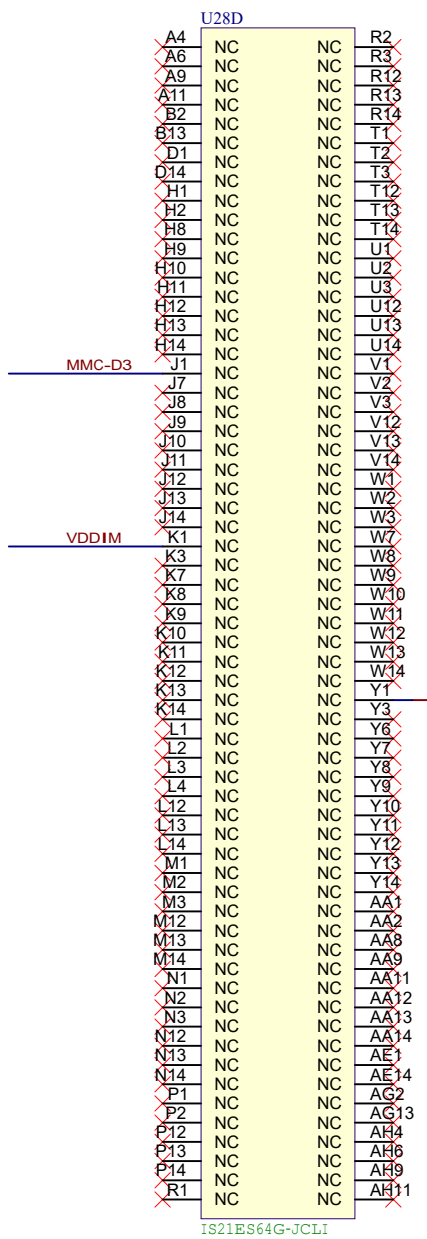 U28D
A4 NC NC R2
A6 NC NC R3
A9 NC NC R12
A11 NC NC R13
B2 NC NC R14
B13 NC NC T1
D1 NC NC T2
D14 NC NC T3
H1 NC NC T12
H2 NC NC T13
H8 NC NC T14
H9 NC NC U1
H10 NC NC U2
H11 NC NC U3
H12 NC NC U12
H13 NC NC U13
H14 NC NC U14
MMC-D3 J1 NC NC V1
J7 NC NC V2
J8 NC NC V3
J9 NC NC V12
J10 NC NC V13
J11 NC NC V14
J12 NC NC W1
J13 NC NC W2
J14 NC NC W3
VDDIM K1 NC NC W7
K3 NC NC W8
K7 NC NC W9
K8 NC NC W10
K9 NC NC W11
K10 NC NC W12
K11 NC NC W13
K12 NC NC W14
K13 NC NC Y1
K14 NC NC Y3
L1 NC NC Y6
L2 NC NC Y7
L3 NC NC Y8
L4 NC NC Y9
L12 NC NC Y10
L13 NC NC Y11
L14 NC NC Y12
M1 NC NC Y13
M2 NC NC Y14
M3 NC NC AA1
M12 NC NC AA2
M13 NC NC AA8
M14 NC NC AA9
N1 NC NC AA11
N2 NC NC AA12
N3 NC NC AA13
N12 NC NC AA14
N13 NC NC AE1
N14 NC NC AE14
P1 NC NC AG2
P2 NC NC AG13
P12 NC NC AH4
P13 NC NC AH6
P14 NC NC AH9
R1 NC NC AH11
IS21ES64G-JCLI